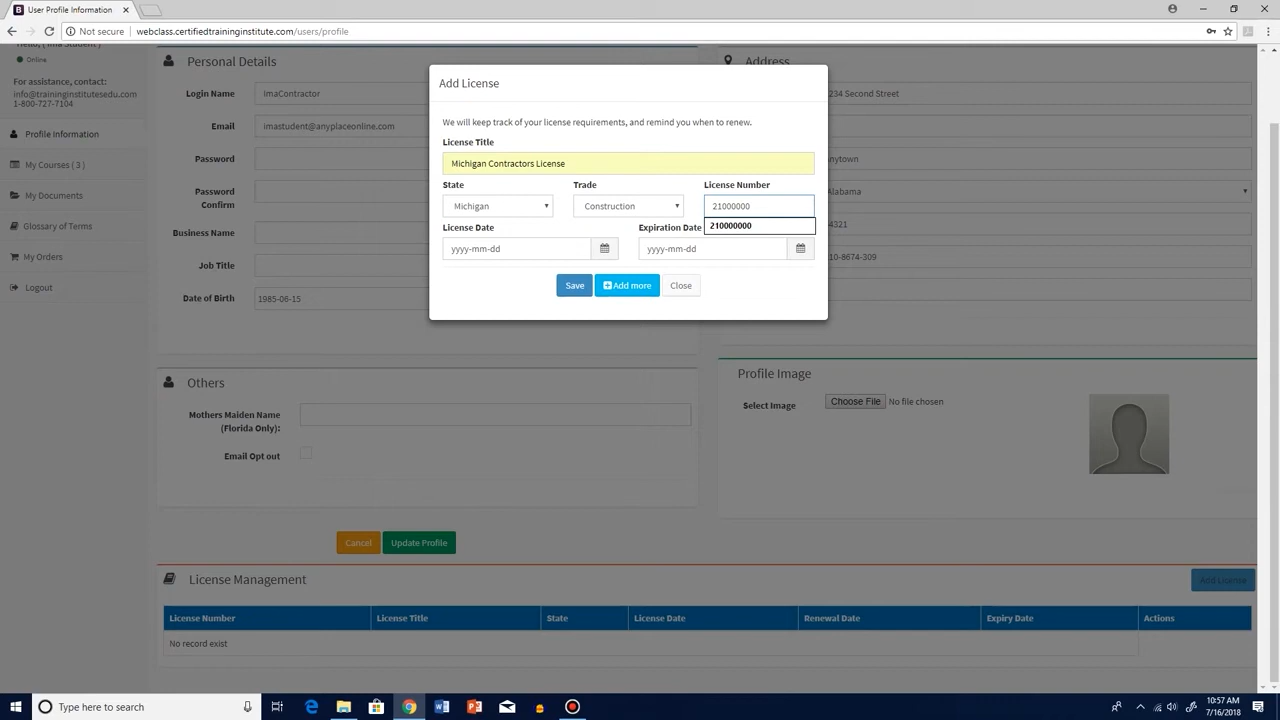 User Profile Information
Not secure | webclass.certifiedtraininginstitute.com/users/profile
Hello, ( Ima Student )
Online
For assistance, contact:
info@traininginstitutesedu.com
1-800-727-7104
Profile Information
My Courses ( 3 )
My Documents
Glossary of Terms
My Orders
Logout
Personal Details
Login Name
imaContractor
Email
imastudent@anyplaceonline.com
Password
Password
Confirm
Business Name
Job Title
Date of Birth
1985-06-15
Address
234 Second Street
nytown
Alabama
4321
10-8674-309
Add License
We will keep track of your license requirements, and remind you when to renew.
License Title
Michigan Contractors License
State Trade License Number
Michigan Construction 21000000
210000000
License Date Expiration Date
yyyy-mm-dd yyyy-mm-dd
Save Add more Close
Others
Mothers Maiden Name
(Florida Only):
Email Opt out
Profile Image
Select Image
Choose File No file chosen
Cancel Update Profile
License Management
Add License
License Number License Title State License Date Renewal Date Expiry Date Actions
No record exist
Type here to search
10:57 AM
7/16/2018